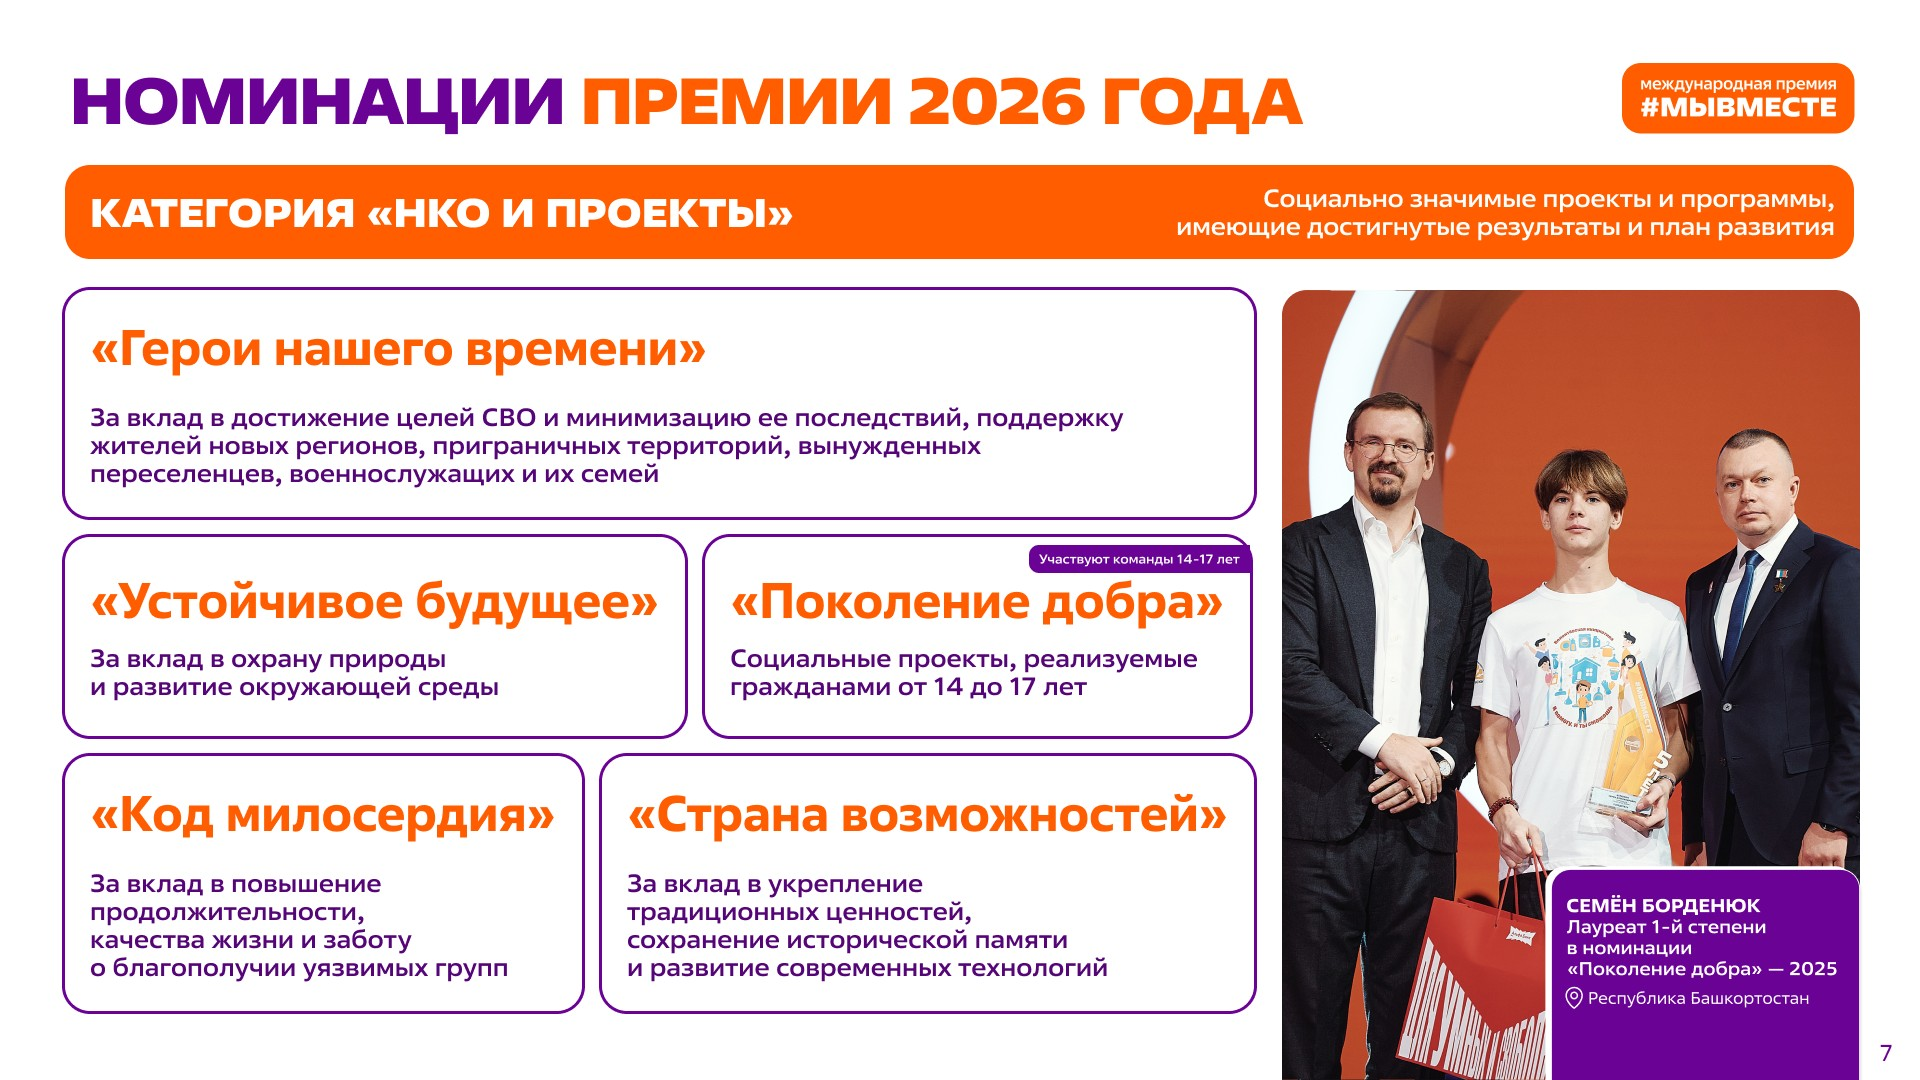 НОМИНАЦИИ ПРЕМИИ 2026 ГОДА
международная премия
#МЫВМЕСТЕ
КАТЕГОРИЯ «НКО И ПРОЕКТЫ»
Социально значимые проекты и программы,
имеющие достигнутые результаты и план развития
«Герои нашего времени»
За вклад в достижение целей СВО и минимизацию ее последствий, поддержку
жителей новых регионов, приграничных территорий, вынужденных
переселенцев, военнослужащих и их семей
«Устойчивое будущее»
За вклад в охрану природы
и развитие окружающей среды
Участвуют команды 14-17 лет
«Поколение добра»
Социальные проекты, реализуемые
гражданами от 14 до 17 лет
«Код милосердия»
За вклад в повышение
продолжительности,
качества жизни и заботу
о благополучии уязвимых групп
«Страна возможностей»
За вклад в укрепление
традиционных ценностей,
сохранение исторической памяти
и развитие современных технологий
СЕМЁН БОРДЕНЮК
Лауреат 1-й степени
в номинации
«Поколение добра» — 2025
Республика Башкортостан
7